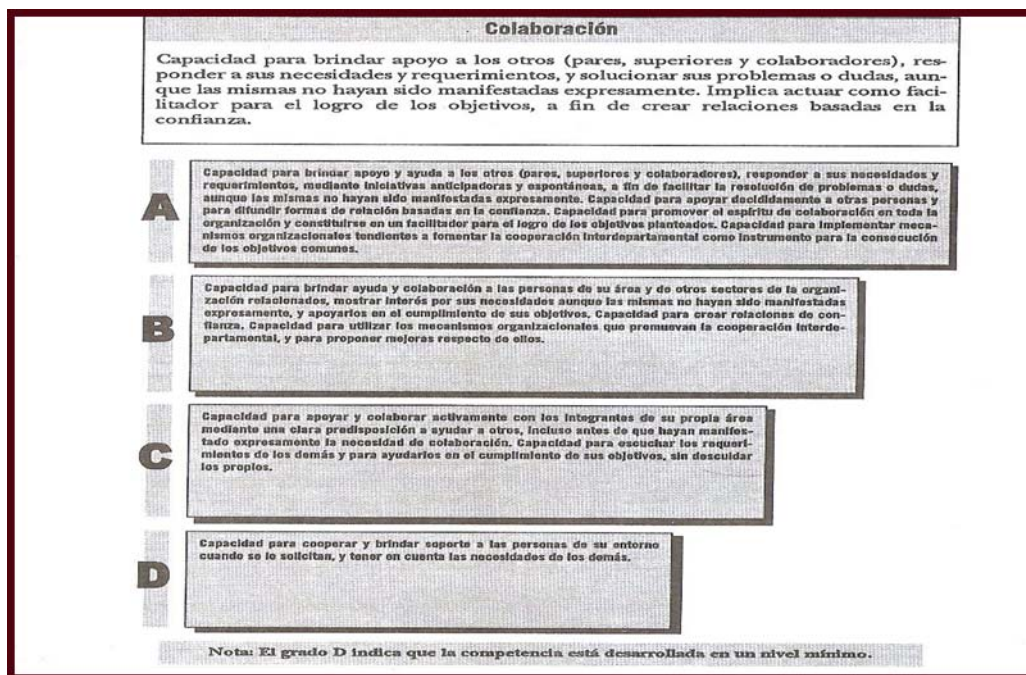 Colaboración
Capacidad para brindar apoyo a los otros (pares, superiores y colaboradores), res-
ponder a sus necesidades y requerimientos, y solucionar sus problemas o dudas, aun-
que las mismas no hayan sido manifestadas expresamente. Implica actuar como faci-
litador para el logro de los objetivos, a fin de crear relaciones basadas en la
confianza.
A
Capacidad para brindar apoyo y ayuda a los otros (pares, superiores y colaboradores), responder a sus necesidades y
requerimientos, mediante iniciativas anticipadoras y espontáneas, a fin de facilitar la resolución de problemas o dudas,
aunque las mismas no hayan sido manifestadas expresamente. Capacidad para apoyar decididamente a otras personas y
para difundir formas de relación basadas en la confianza. Capacidad para promover el espíritu de colaboración en toda la
organización y constituirse en un facilitador para el logro de los objetivos planteados. Capacidad para implementar meca-
nismos organizacionales tendientes a fomentar la cooperación interdepartamental como instrumento para la consecución
de los objetivos comunes.
B
Capacidad para brindar ayuda y colaboración a las personas de su área y de otros sectores de la organi-
zación relacionados, mostrar interés por sus necesidades aunque las mismas no hayan sido manifestadas
expresamente, y apoyarlos en el cumplimiento de sus objetivos. Capacidad para crear relaciones de con-
fianza. Capacidad para utilizar los mecanismos organizacionales que promuevan la cooperación interde-
partamental, y para proponer mejoras respecto de ellos.
C
Capacidad para apoyar y colaborar activamente con los integrantes de su propia área
mediante una clara predisposición a ayudar a otros, incluso antes de que hayan manifes-
tado expresamente la necesidad de colaboración. Capacidad para escuchar los requeri-
mientos de los demás y para ayudarlos en el cumplimiento de sus objetivos, sin descuidar
los propios.
D
Capacidad para cooperar y brindar soporte a las personas de su entorno
cuando se lo solicitan, y tener en cuenta las necesidades de los demás.
Nota: El grado D indica que la competencia está desarrollada en un nivel mínimo.